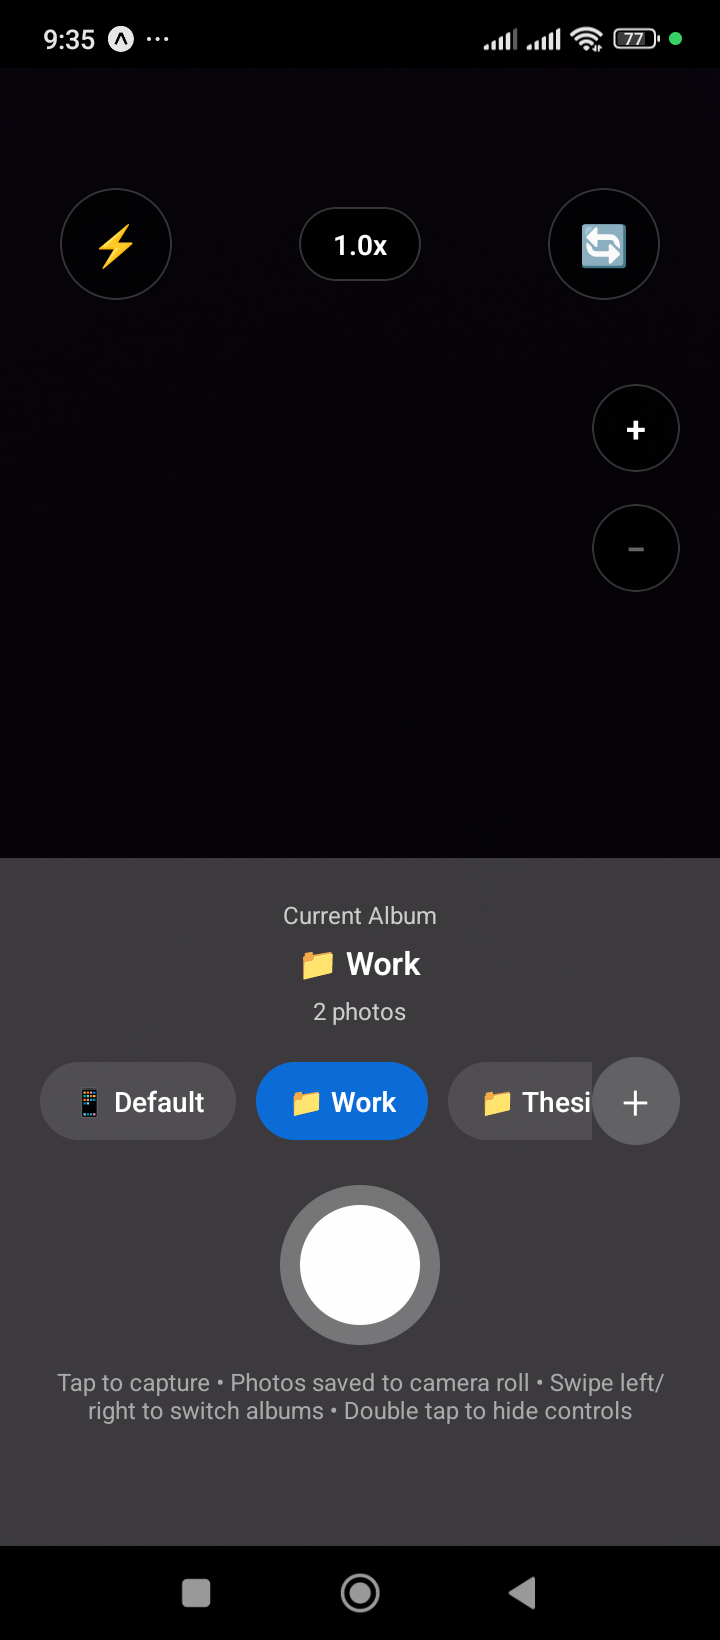 9:35 77
1.0x
+
−
Current Album
Work
2 photos
Default Work Thesi +
Tap to capture • Photos saved to camera roll • Swipe left/
right to switch albums • Double tap to hide controls